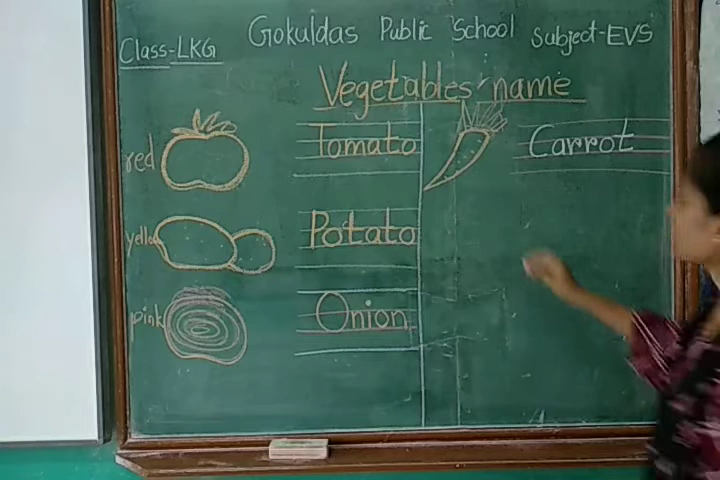 Class-LKG Gokuldas Public School Subject-EVS
Vegetables name
red Tomato Carrot
yellow Potato
pink Onion